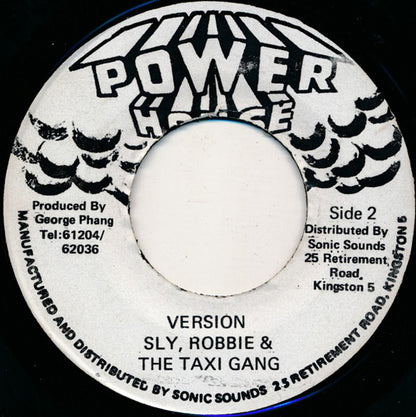 POWER
HOUSE
Produced By
George Phang
Tel:61204/
62036
Side 2
Distributed By
Sonic Sounds
25 Retirement
Road,
Kingston 5
VERSION
SLY, ROBBIE &
THE TAXI GANG
MANUFACTURED AND DISTRIBUTED BY SONIC SOUNDS 25 RETIREMENT ROAD, KINGSTON 5